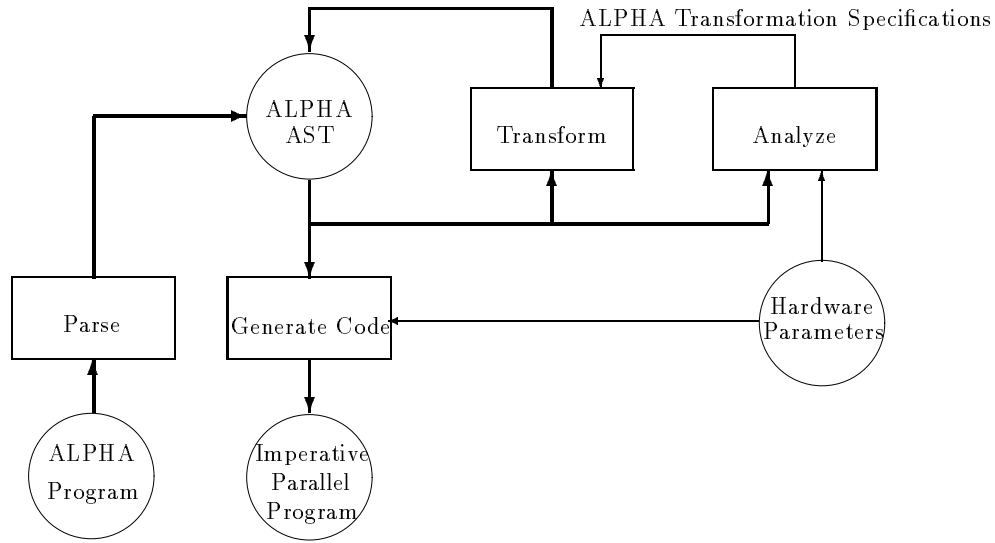 ALPHA Transformation Specifications
ALPHA
AST
Transform
Analyze
Parse
Generate Code
Hardware
Parameters
ALPHA
Program
Imperative
Parallel
Program